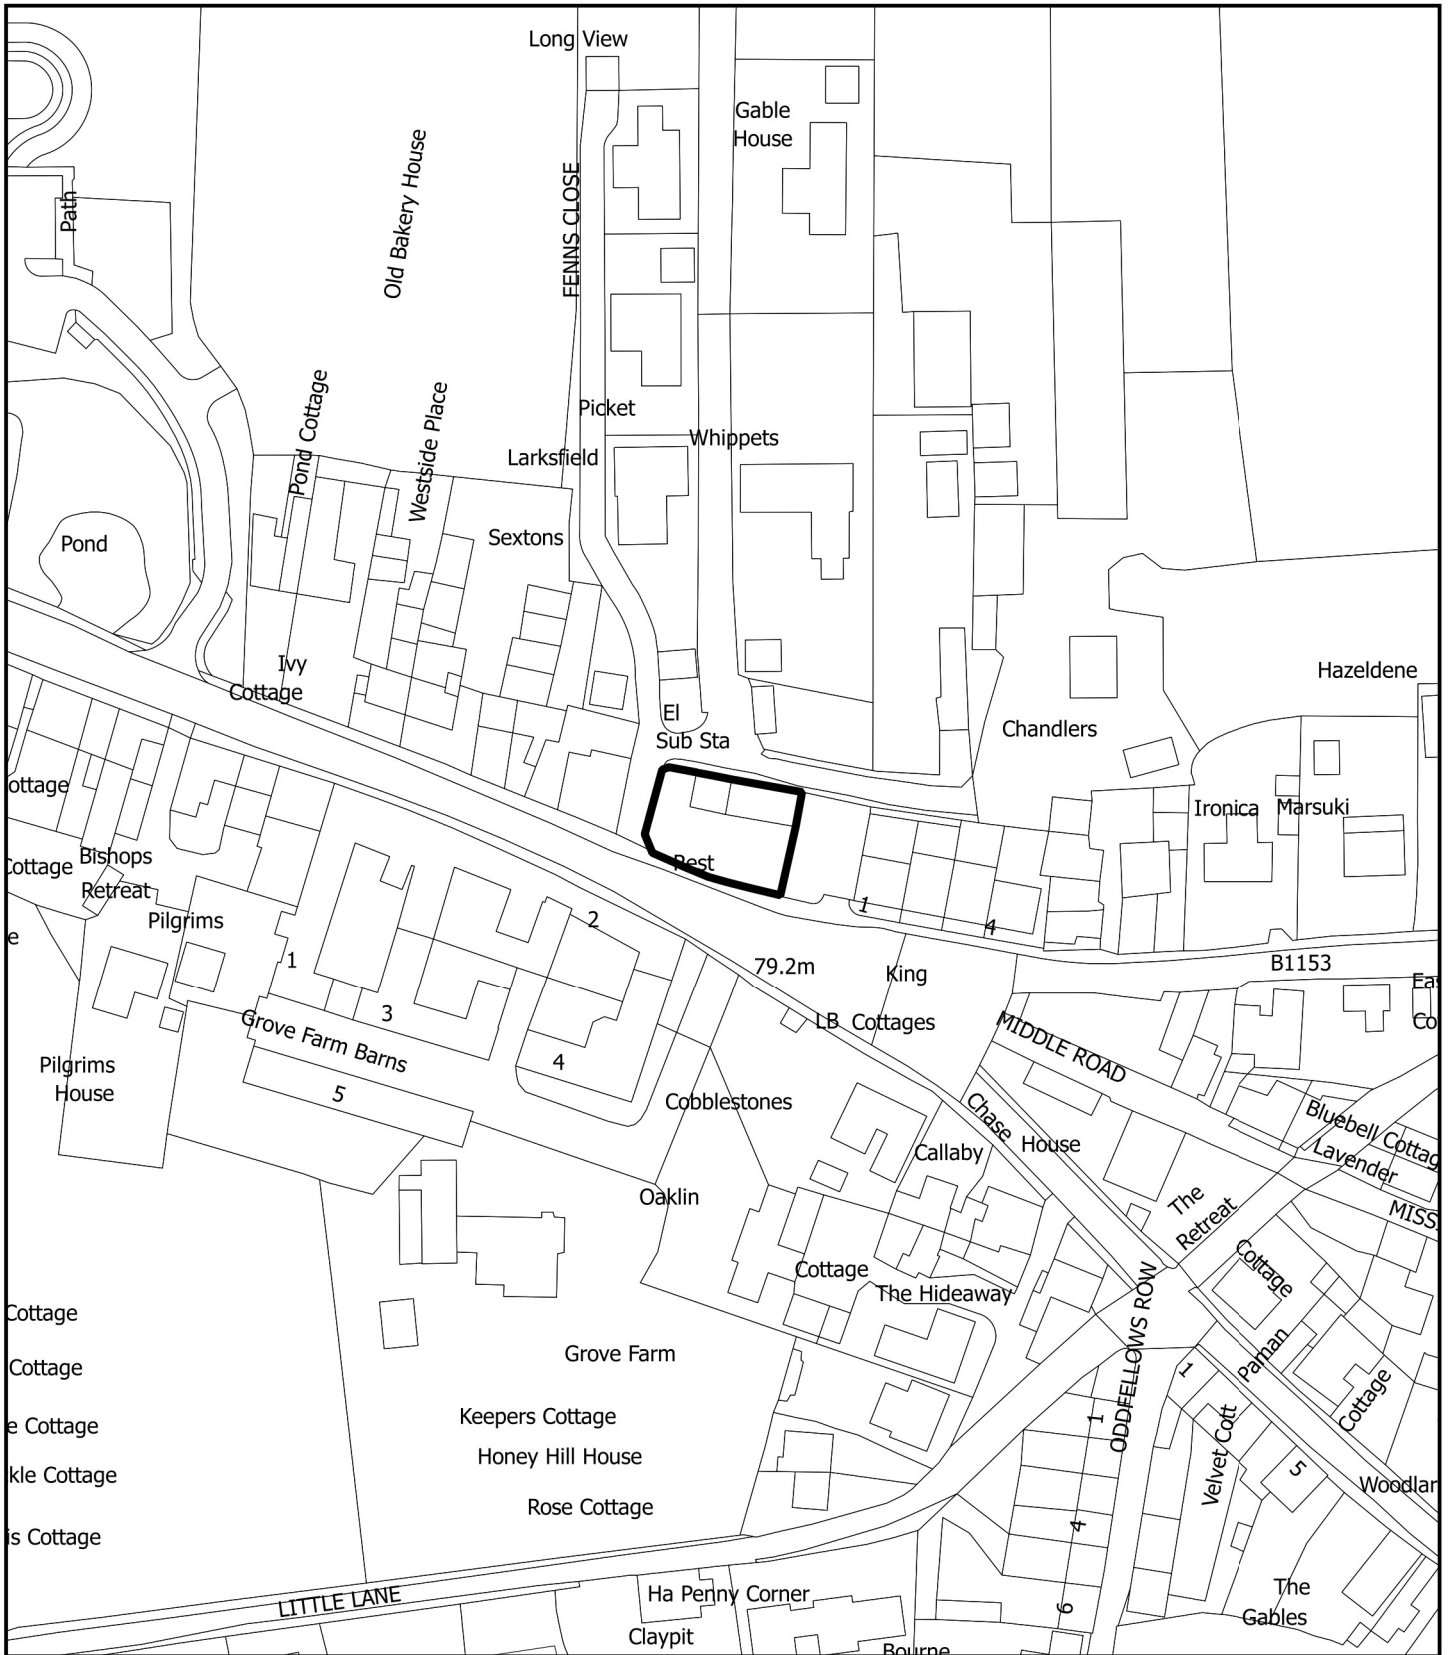 Long View
Gable
House
Old Bakery House
FENNS CLOSE
Path
Pond Cottage
Westside Place
Picket
Whippets
Larksfield
Sextons
Pond
Ivy
Cottage
El
Sub Sta
Hazeldene
Chandlers
ottage
Ironica
Marsuki
Bishops
Retreat
Cottage
Rest
Pilgrims
1
4
2
e
1
79.2m
King
B1153
3
Grove Farm Barns
LB
Cottages
MIDDLE ROAD
Eas
Co
Pilgrims
House
5
4
Cobblestones
Chase
House
Callaby
Bluebell Cottag
Lavender
Oaklin
The
Retreat
MISS
Cottage
The Hideaway
Cottage
ODDFELLOWS ROW
Cottage
Cottage
Grove Farm
Paman
Cottage
1
1
e Cottage
Keepers Cottage
Honey Hill House
kle Cottage
Velvet Cott
5
Woodlan
Rose Cottage
4
is Cottage
LITTLE LANE
Ha Penny Corner
6
The
Gables
Claypit
Bourne